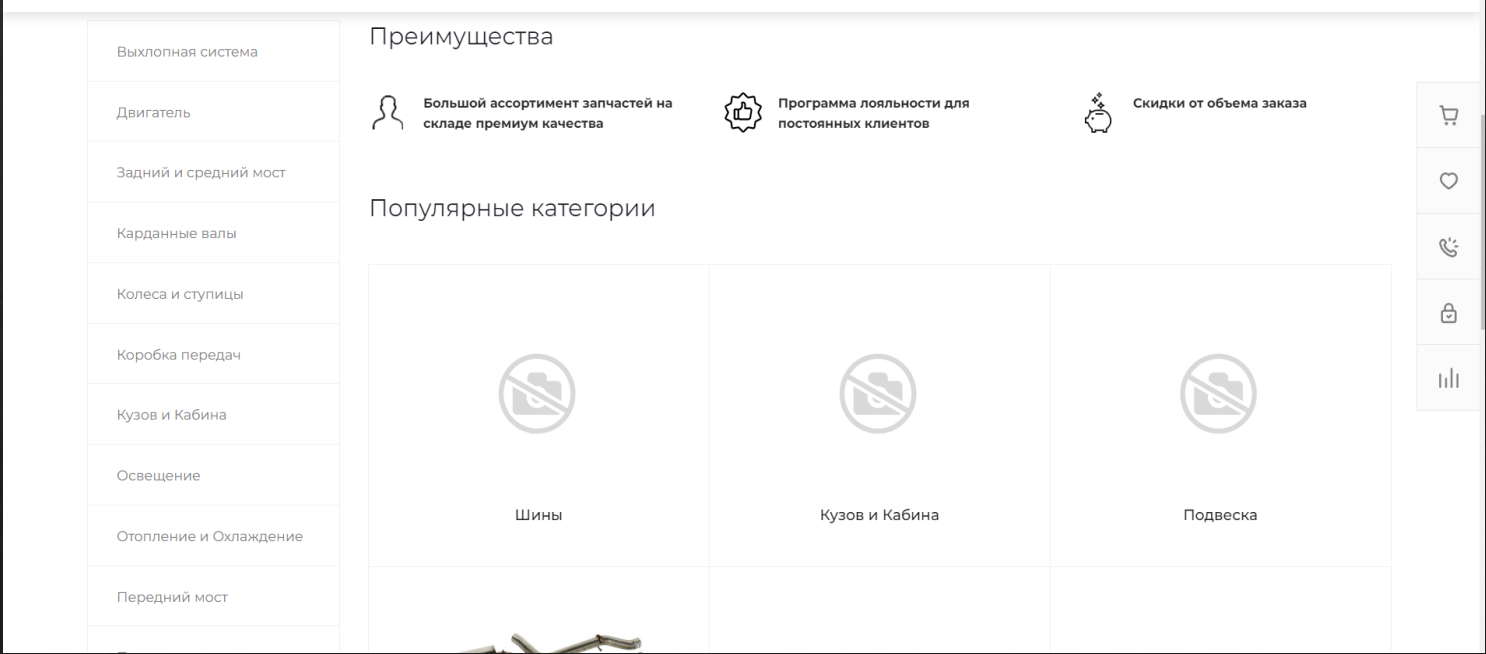 Выхлопная система
Двигатель
Задний и средний мост
Карданные валы
Колеса и ступицы
Коробка передач
Кузов и Кабина
Освещение
Отопление и Охлаждение
Передний мост
Преимущества
Большой ассортимент запчастей на
складе премиум качества
Программа лояльности для
постоянных клиентов
Скидки от объема заказа
Популярные категории
Шины
Кузов и Кабина
Подвеска